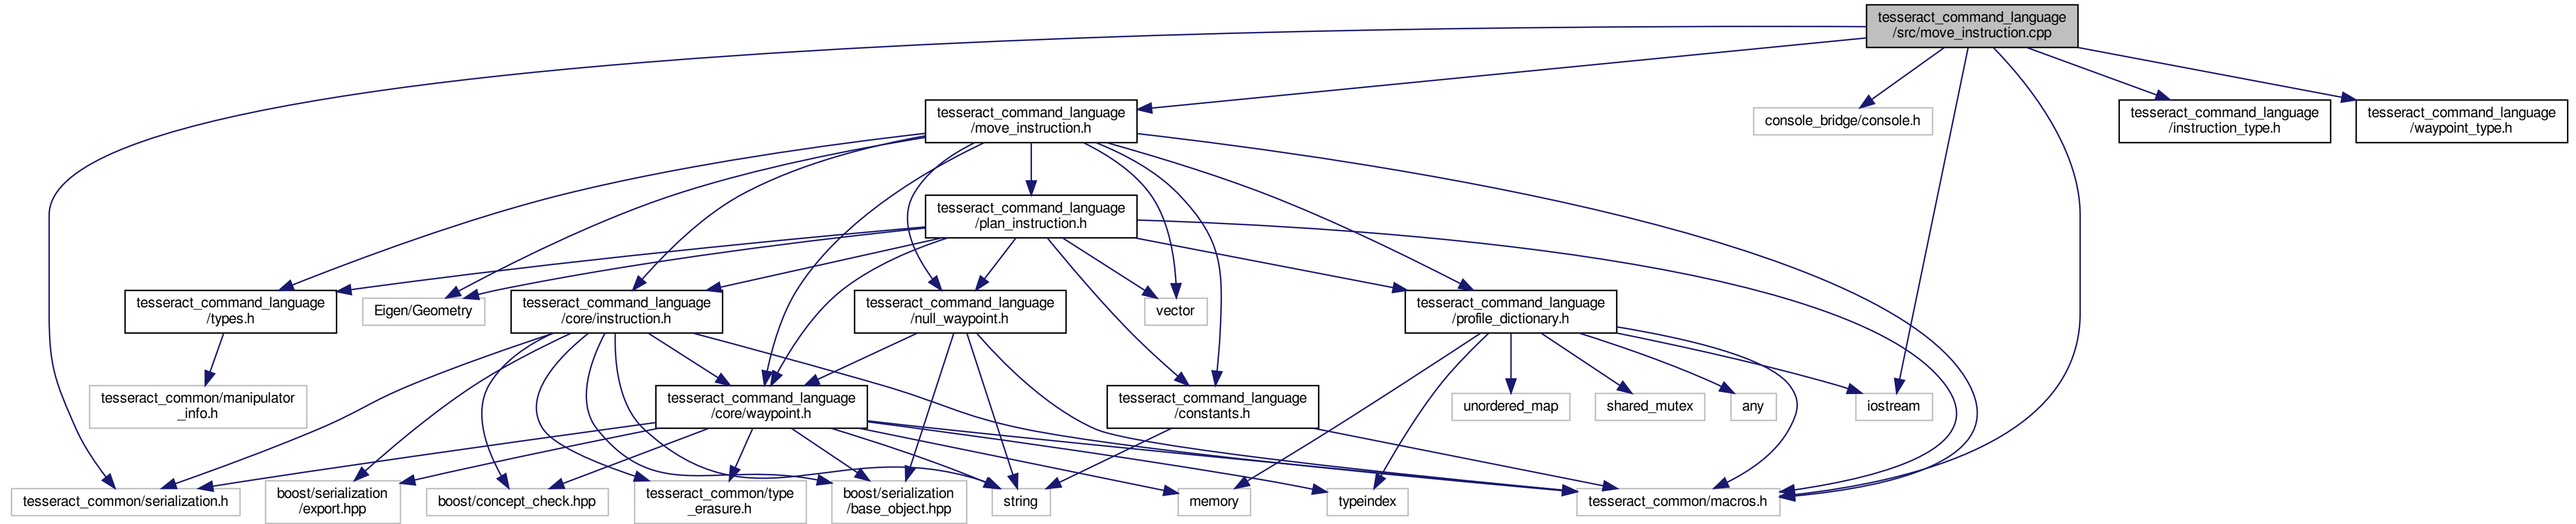 tesseract_command_language
/src/move_instruction.cpp
tesseract_command_language
/move_instruction.h
console_bridge/console.h
tesseract_command_language
/instruction_type.h
tesseract_command_language
/waypoint_type.h
tesseract_command_language
/plan_instruction.h
tesseract_command_language
/types.h
Eigen/Geometry
tesseract_command_language
/core/instruction.h
tesseract_command_language
/null_waypoint.h
vector
tesseract_command_language
/profile_dictionary.h
tesseract_common/manipulator
_info.h
tesseract_command_language
/core/waypoint.h
tesseract_command_language
/constants.h
unordered_map
shared_mutex
any
iostream
tesseract_common/serialization.h
boost/serialization
/export.hpp
boost/concept_check.hpp
tesseract_common/type
_erasure.h
boost/serialization
/base_object.hpp
string
memory
typeindex
tesseract_common/macros.h